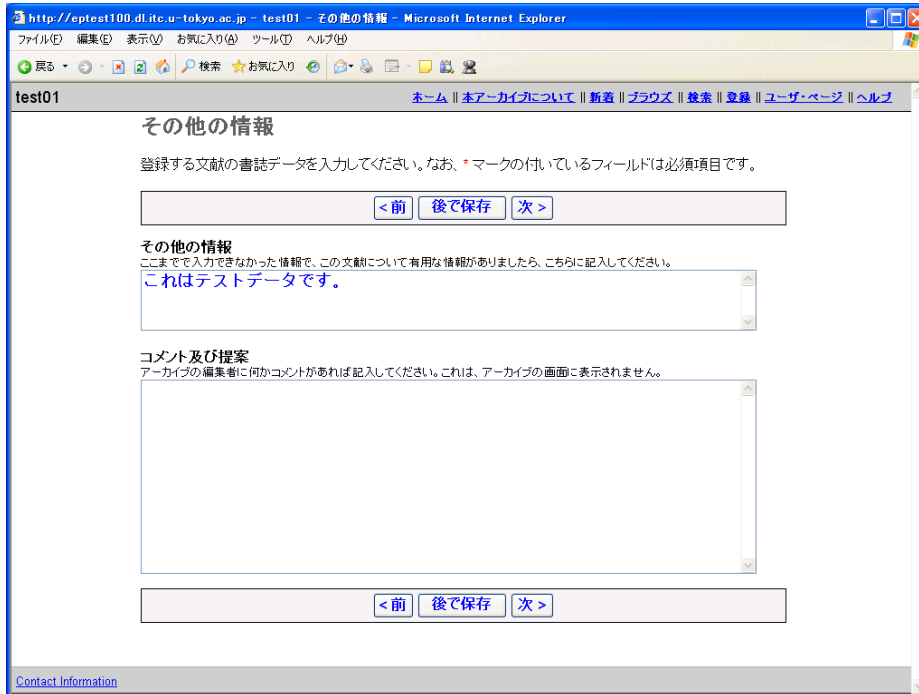 http://eptest100.dl.itc.u-tokyo.ac.jp - test01 - その他の情報 - Microsoft Internet Explorer
ファイル(F) 編集(E) 表示(V) お気に入り(A) ツール(T) ヘルプ(H)
戻る 検索 お気に入り
test01 ホーム || 本アーカイブについて || 新着 || ブラウズ || 検索 || 登録 || ユーザ・ページ || ヘルプ
その他の情報
登録する文献の書誌データを入力してください。なお、*マークの付いているフィールドは必須項目です。
<前 後で保存 次 >
その他の情報
ここまでで入力できなかった情報で、この文献について有用な情報がありましたら、こちらに記入してください。
これはテストデータです。
コメント及び提案
アーカイブの編集者に何かコメントがあれば記入してください。これは、アーカイブの画面に表示されません。
<前 後で保存 次 >
Contact Information